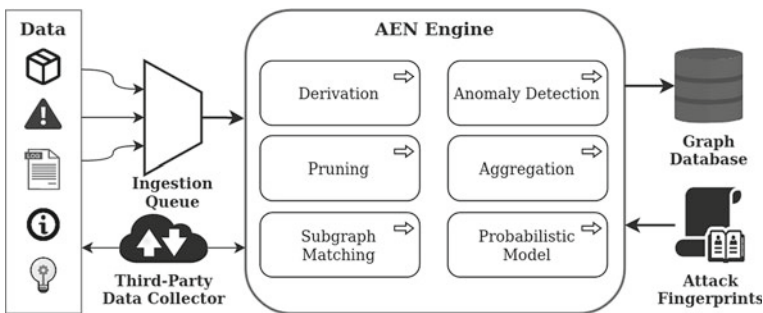 Data
AEN Engine
Derivation
Anomaly Detection
Pruning
Aggregation
Subgraph
Matching
Probabilistic
Model
Ingestion
Queue
Third-Party
Data Collector
Graph
Database
Attack
Fingerprints
LOG